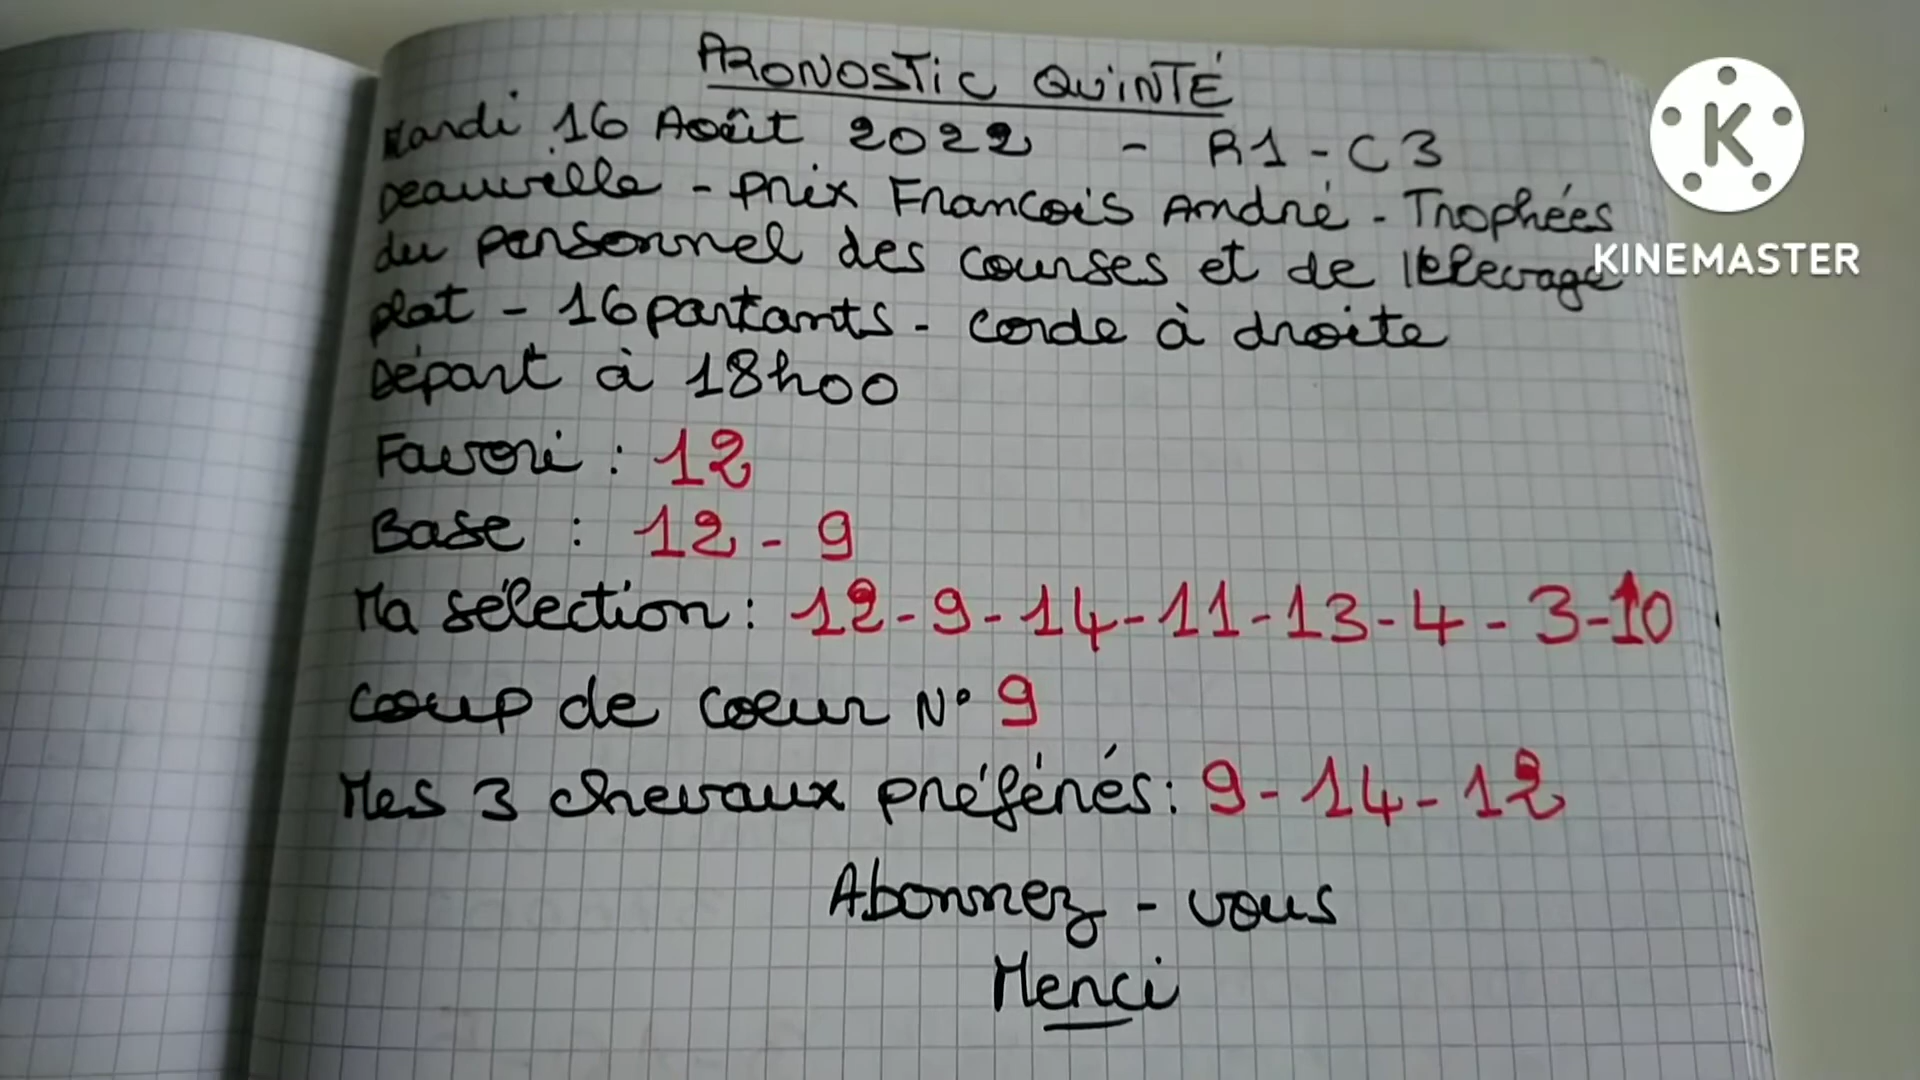 PRONOSTIC QUINTÉ
Mardi 16 Août 2022 - R1 - C3
Deauville - Prix Francois André - Trophées
du personnel des courses et de l'élevage
plat - 16 partants - corde à droite
Départ à 18h00
Favori : 12
Base : 12 - 9
Ma sélection : 12 - 9 - 14 - 11 - 13 - 4 - 3 - 10
Coup de coeur N° 9
Mes 3 chevaux préférés : 9 - 14 - 12
Abonnez - vous
Merci
K
KINEMASTER